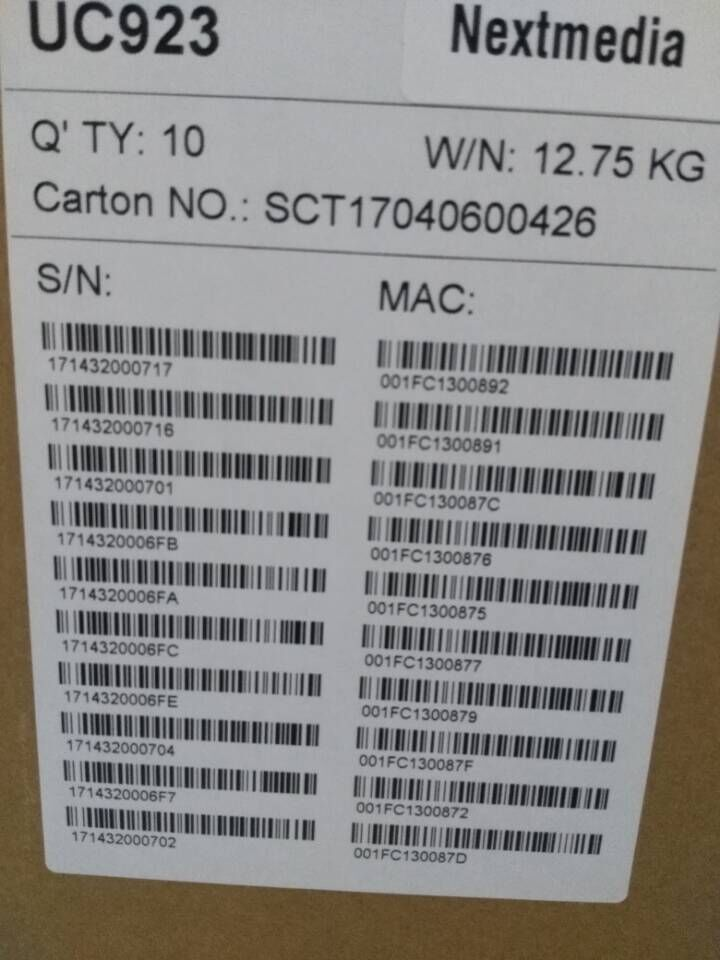 UC923 Nextmedia
Q' TY: 10 W/N: 12.75 KG
Carton NO.: SCT17040600426
S/N: MAC:
171432000717 001FC1300892
171432000716 001FC1300891
171432000701 001FC130087C
1714320006FB 001FC1300876
1714320006FA 001FC1300875
1714320006FC 001FC1300877
1714320006FE 001FC1300879
171432000704 001FC130087F
1714320006F7 001FC1300872
171432000702 001FC130087D